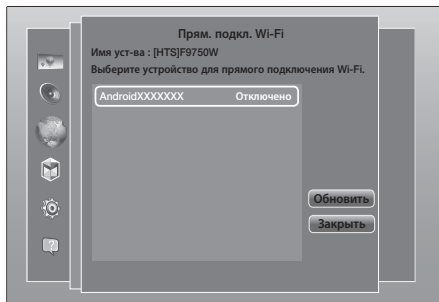 Прям. подкл. Wi-Fi
Имя уст-ва : [HTS]F9750W
Выберите устройство для прямого подключения Wi-Fi.
AndroidXXXXXXX Отключено
Обновить
Закрыть